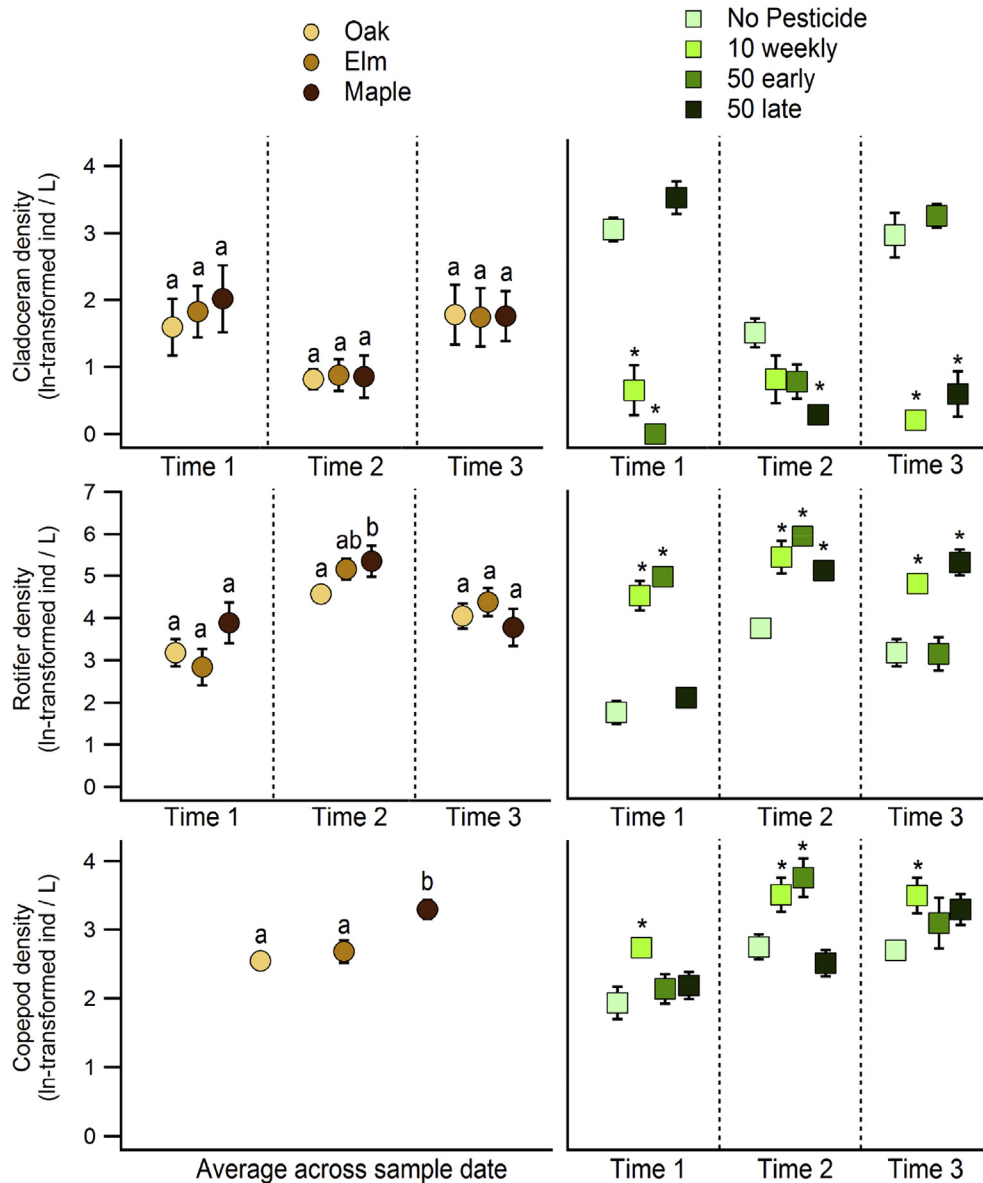 Oak
Elm
Maple
No Pesticide
10 weekly
50 early
50 late
Cladoceran density
(ln-transformed ind / L)
4
3
2
1
0
a
a
a
a
a
a
a
a
a
*
*
*
*
*
Time 1
Time 2
Time 3
Time 1
Time 2
Time 3
Rotifer density
(ln-transformed ind / L)
7
6
5
4
3
2
1
0
a
a
a
a
ab
b
a
a
a
*
*
*
*
*
*
*
Time 1
Time 2
Time 3
Time 1
Time 2
Time 3
Copepod density
(ln-transformed ind / L)
4
3
2
1
0
a
a
b
*
*
*
*
Average across sample date
Time 1
Time 2
Time 3